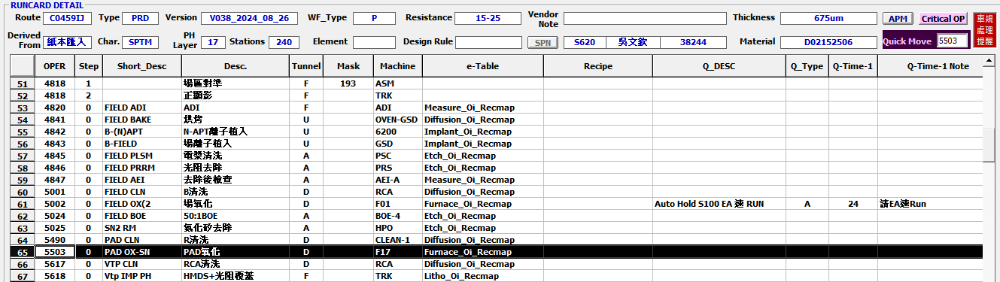 RUNCARD DETAIL
Route C0459IJ Type PRD Version V038_2024_08_26 WF_Type P Resistance 15-25 Vendor Note Thickness 675um APM Critical OP 車規處理提醒
Derived From 紙本匯入 Char. SPTM PH Layer 17 Stations 240 Element Design Rule SPN S620 吳文欽 38244 Material D02152506 Quick Move 5503
OPER Step Short_Desc Desc. Tunnel Mask Machine e-Table Recipe Q_DESC Q_Type Q-Time-1 Q-Time-1 Note
51 4818 1 場區對準 F 193 ASM
52 4818 2 正顯影 F TRK
53 4820 0 FIELD ADI ADI F ADI Measure_Oi_Recmap
54 4841 0 FIELD BAKE 烘烤 U OVEN-GSD Diffusion_Oi_Recmap
55 4842 0 B-(N)APT N-APT離子植入 U 6200 Implant_Oi_Recmap
56 4843 0 B-FIELD 場離子植入 U GSD Implant_Oi_Recmap
57 4845 0 FIELD PLSM 電漿清洗 A PSC Etch_Oi_Recmap
58 4846 0 FIELD PRRM 光阻去除 A PRS Etch_Oi_Recmap
59 4847 0 FIELD AEI 去除後檢查 A AEI-A Measure_Oi_Recmap
60 5001 0 FIELD CLN B清洗 D RCA Diffusion_Oi_Recmap
61 5002 0 FIELD OX(2 場氧化 D F01 Furnace_Oi_Recmap Auto Hold S100 EA 速 RUN A 24 請EA速Run
62 5024 0 FIELD BOE 50:1BOE A BOE-4 Etch_Oi_Recmap
63 5025 0 SN2 RM 氮化矽去除 A HPO Etch_Oi_Recmap
64 5490 0 PAD CLN R清洗 D CLEAN-1 Diffusion_Oi_Recmap
65 5503 0 PAD OX-SN PAD氧化 D F17 Furnace_Oi_Recmap
66 5617 0 VTP CLN RCA清洗 D RCA Diffusion_Oi_Recmap
67 5618 0 Vtp IMP PH HMDS+光阻覆蓋 F TRK Litho_Oi_Recmap